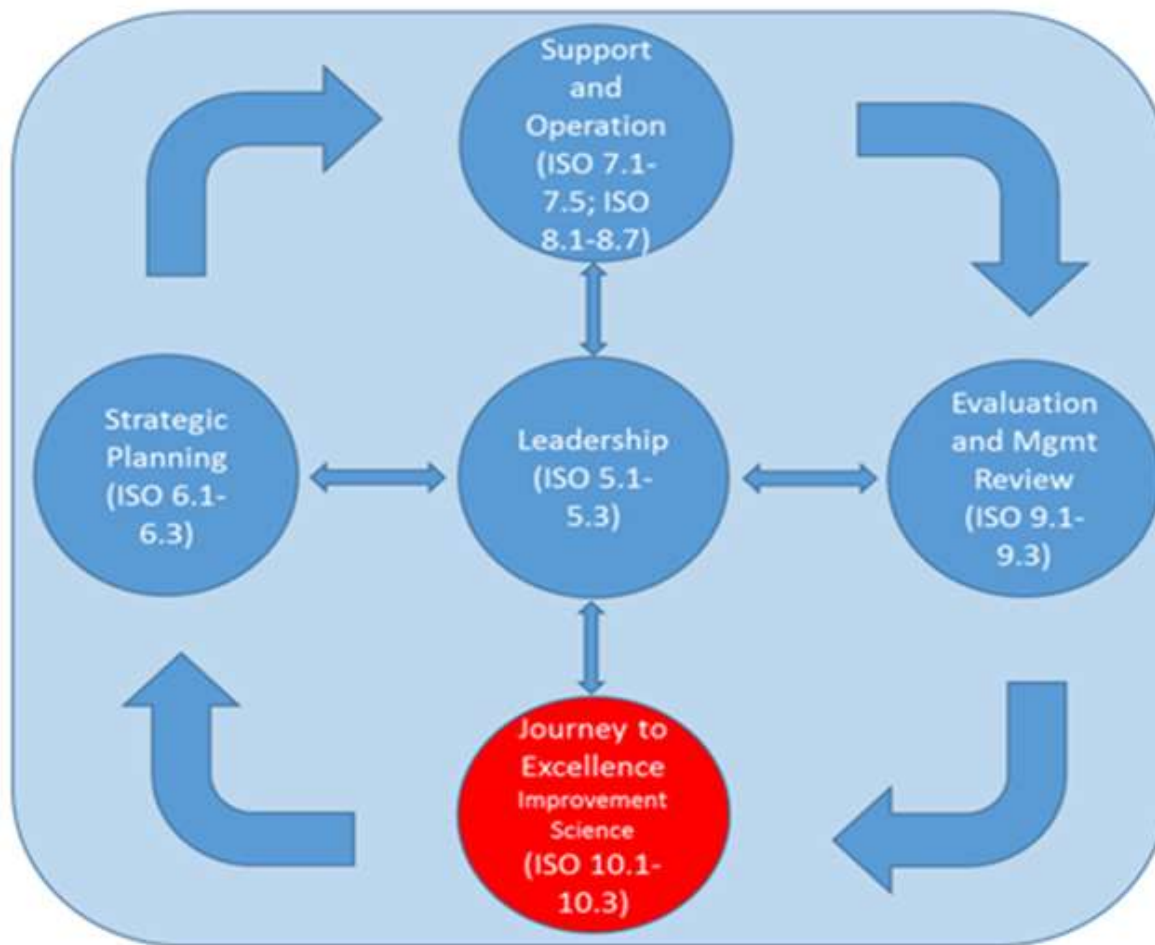 Support
and
Operation
(ISO 7.1-
7.5; ISO
8.1-8.7)
Strategic
Planning
(ISO 6.1-
6.3)
Leadership
(ISO 5.1-
5.3)
Evaluation
and Mgmt
Review
(ISO 9.1-
9.3)
Journey to
Excellence
Improvement
Science
(ISO 10.1-
10.3)